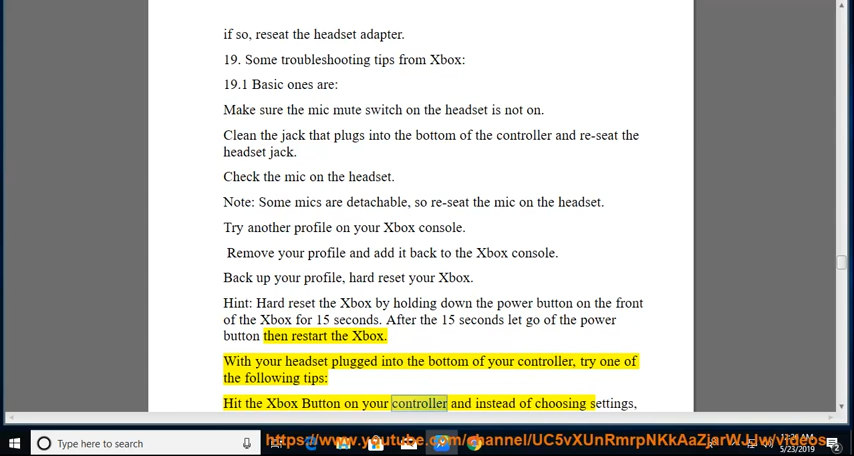 if so, reseat the headset adapter.
19. Some troubleshooting tips from Xbox:
19.1 Basic ones are:
Make sure the mic mute switch on the headset is not on.
Clean the jack that plugs into the bottom of the controller and re-seat the
headset jack.
Check the mic on the headset.
Note: Some mics are detachable, so re-seat the mic on the headset.
Try another profile on your Xbox console.
Remove your profile and add it back to the Xbox console.
Back up your profile, hard reset your Xbox.
Hint: Hard reset the Xbox by holding down the power button on the front
of the Xbox for 15 seconds. After the 15 seconds let go of the power
button then restart the Xbox.
With your headset plugged into the bottom of your controller, try one of
the following tips:
Hit the Xbox Button on your controller and instead of choosing settings,
Type here to search
https://www.youtube.com/channel/UC5vXUnRmrpNKkAaZjarWJJw/videos
5/23/2019
2